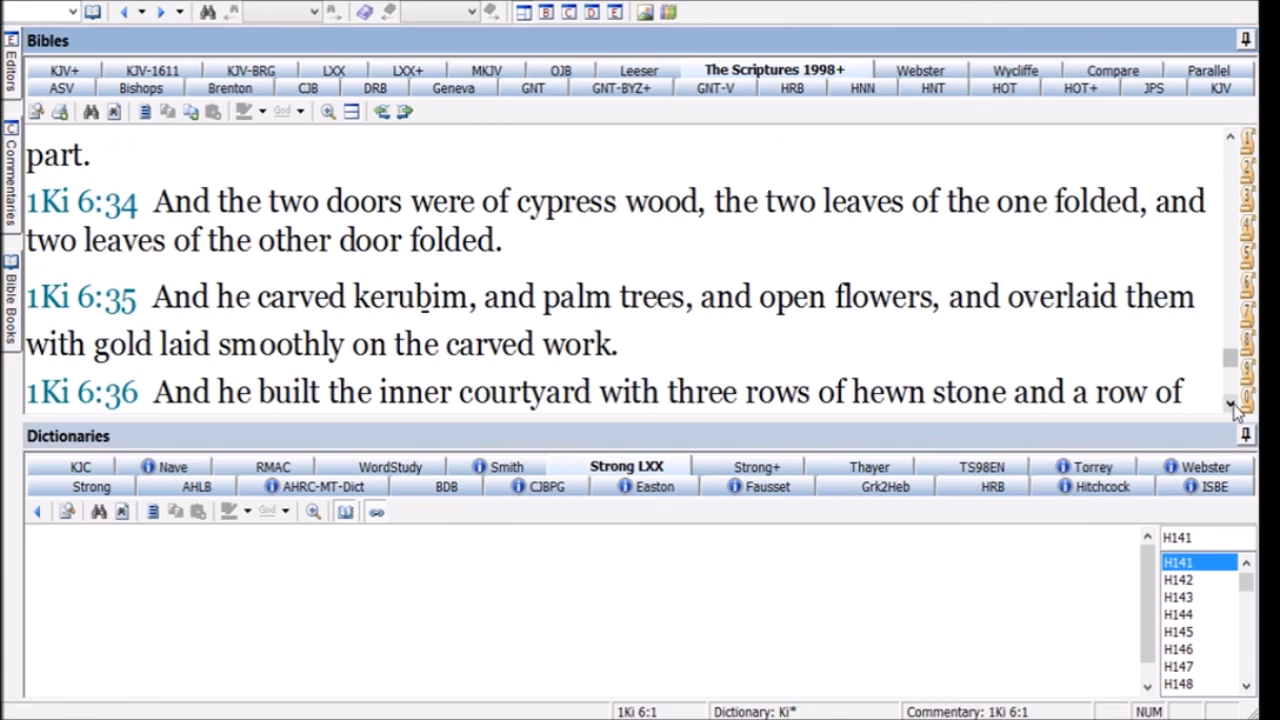 Bibles
KJV+ KJV-1611 KJV-BRG LXX LXX+ MKJV OJB Leeser The Scriptures 1998+ Webster Wycliffe Compare Parallel
ASV Bishops Brenton CJB DRB Geneva GNT GNT-BYZ+ GNT-V HRB HNN HNT HOT HOT+ JPS KJV
God
part.
1Ki 6:34 And the two doors were of cypress wood, the two leaves of the one folded, and
two leaves of the other door folded.
1Ki 6:35 And he carved keruḇim, and palm trees, and open flowers, and overlaid them
with gold laid smoothly on the carved work.
1Ki 6:36 And he built the inner courtyard with three rows of hewn stone and a row of
Editors
Commentaries
Bible Books
Dictionaries
KJC Nave RMAC WordStudy Smith Strong LXX Strong+ Thayer TS98EN Torrey Webster
Strong AHLB AHRC-MT-Dict BDB CJBPG Easton Fausset Grk2Heb HRB Hitchcock ISBE
God
H141
H141
H142
H143
H144
H145
H146
H147
H148
1Ki 6:1 Dictionary: Ki* Commentary: 1Ki 6:1 NUM